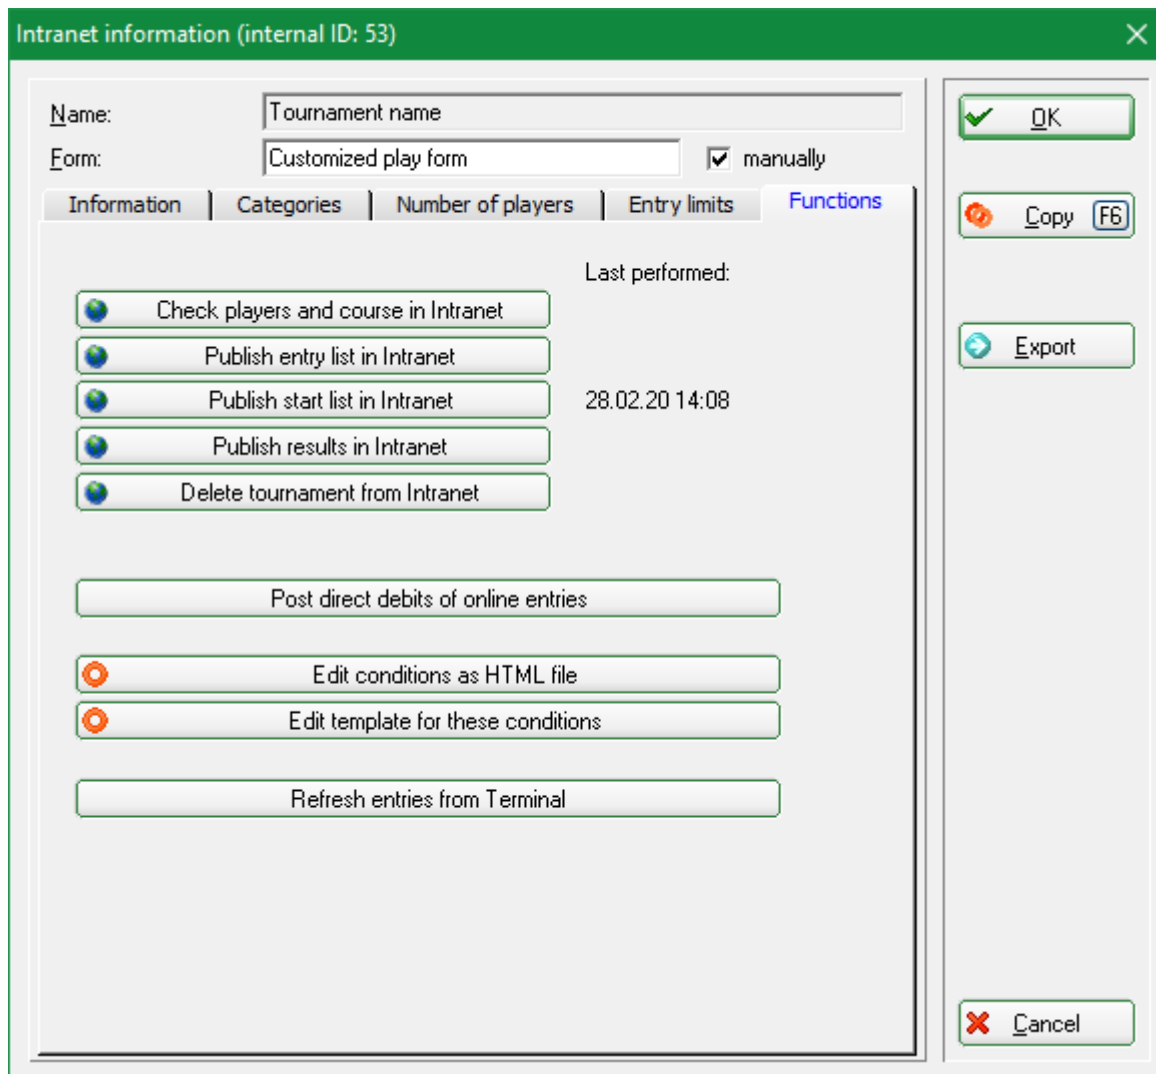 Intranet information (internal ID: 53)
Name: Tournament name
Form: Customized play form manually
Information Categories Number of players Entry limits Functions
Last performed:
Check players and course in Intranet
Publish entry list in Intranet
Publish start list in Intranet 28.02.20 14:08
Publish results in Intranet
Delete tournament from Intranet
Post direct debits of online entries
Edit conditions as HTML file
Edit template for these conditions
Refresh entries from Terminal
OK
Copy F6
Export
Cancel